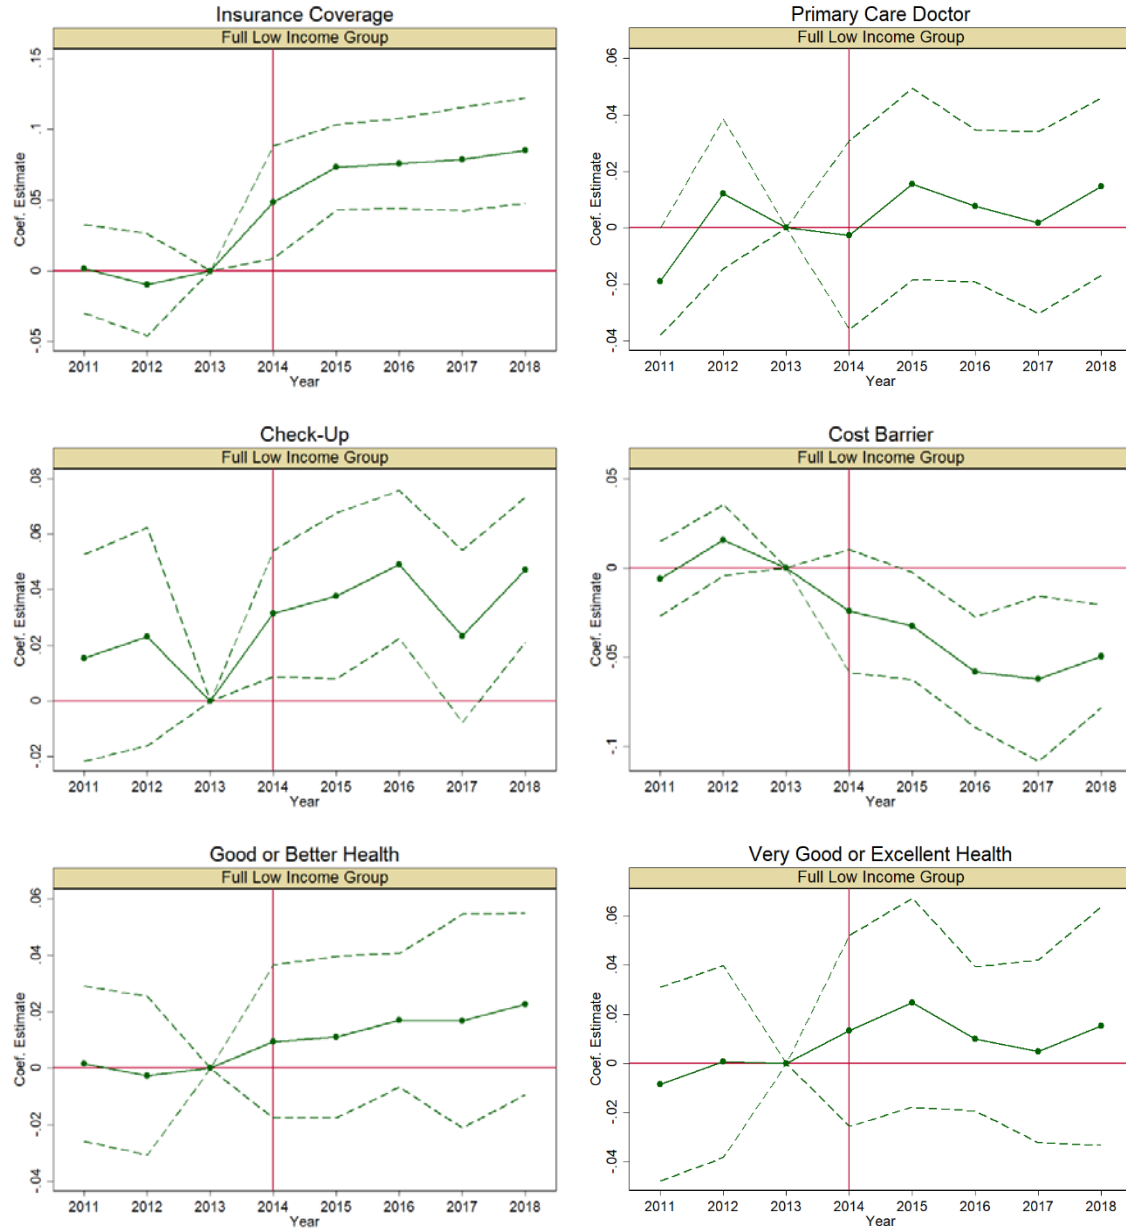 Insurance Coverage
Full Low Income Group
Coef. Estimate
.15
.1
.05
0
-.05
2011 2012 2013 2014 2015 2016 2017 2018
Year
Primary Care Doctor
Full Low Income Group
Coef. Estimate
.06
.04
.02
0
-.02
-.04
2011 2012 2013 2014 2015 2016 2017 2018
Year
Check-Up
Full Low Income Group
Coef. Estimate
.08
.06
.04
.02
0
-.02
2011 2012 2013 2014 2015 2016 2017 2018
Year
Cost Barrier
Full Low Income Group
Coef. Estimate
.05
0
-.05
-.1
2011 2012 2013 2014 2015 2016 2017 2018
Year
Good or Better Health
Full Low Income Group
Coef. Estimate
.06
.04
.02
0
-.02
-.04
2011 2012 2013 2014 2015 2016 2017 2018
Year
Very Good or Excellent Health
Full Low Income Group
Coef. Estimate
.06
.04
.02
0
-.02
-.04
2011 2012 2013 2014 2015 2016 2017 2018
Year